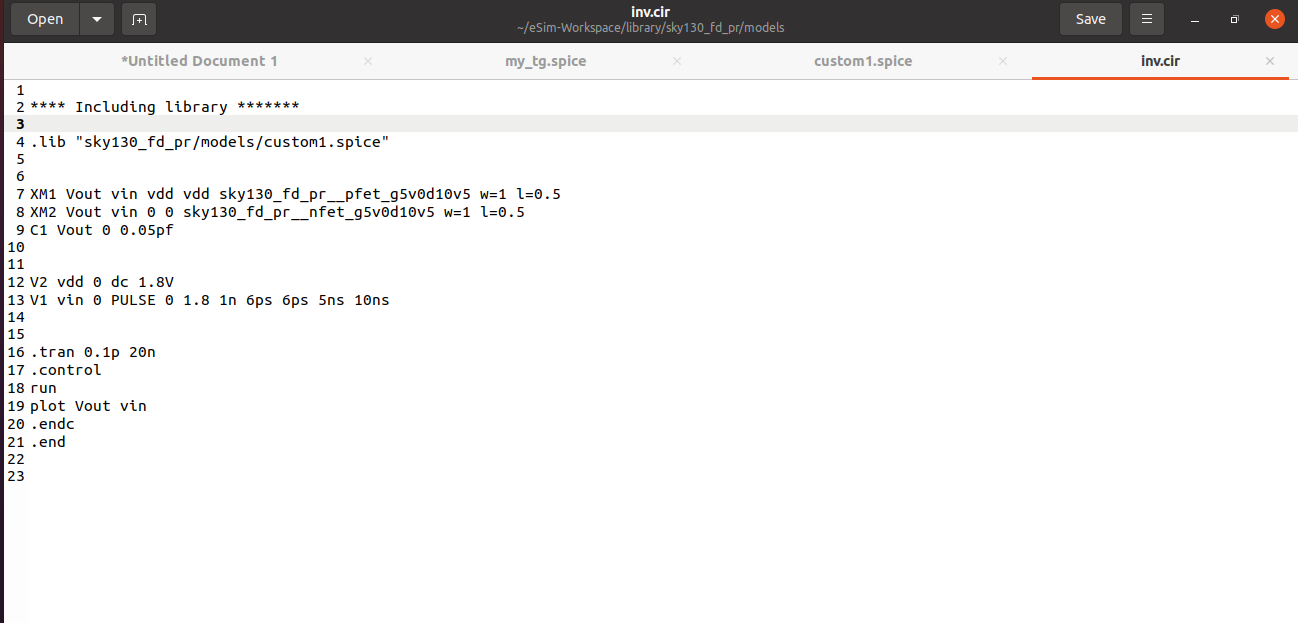 Open
inv.cir
~/eSim-Workspace/library/sky130_fd_pr/models
Save
*Untitled Document 1
my_tg.spice
custom1.spice
inv.cir
1
2 **** Including library *******
3
4 .lib "sky130_fd_pr/models/custom1.spice"
5
6
7 XM1 Vout vin vdd vdd sky130_fd_pr__pfet_g5v0d10v5 w=1 l=0.5
8 XM2 Vout vin 0 0 sky130_fd_pr__nfet_g5v0d10v5 w=1 l=0.5
9 C1 Vout 0 0.05pf
10
11
12 V2 vdd 0 dc 1.8V
13 V1 vin 0 PULSE 0 1.8 1n 6ps 6ps 5ns 10ns
14
15
16 .tran 0.1p 20n
17 .control
18 run
19 plot Vout vin
20 .endc
21 .end
22
23